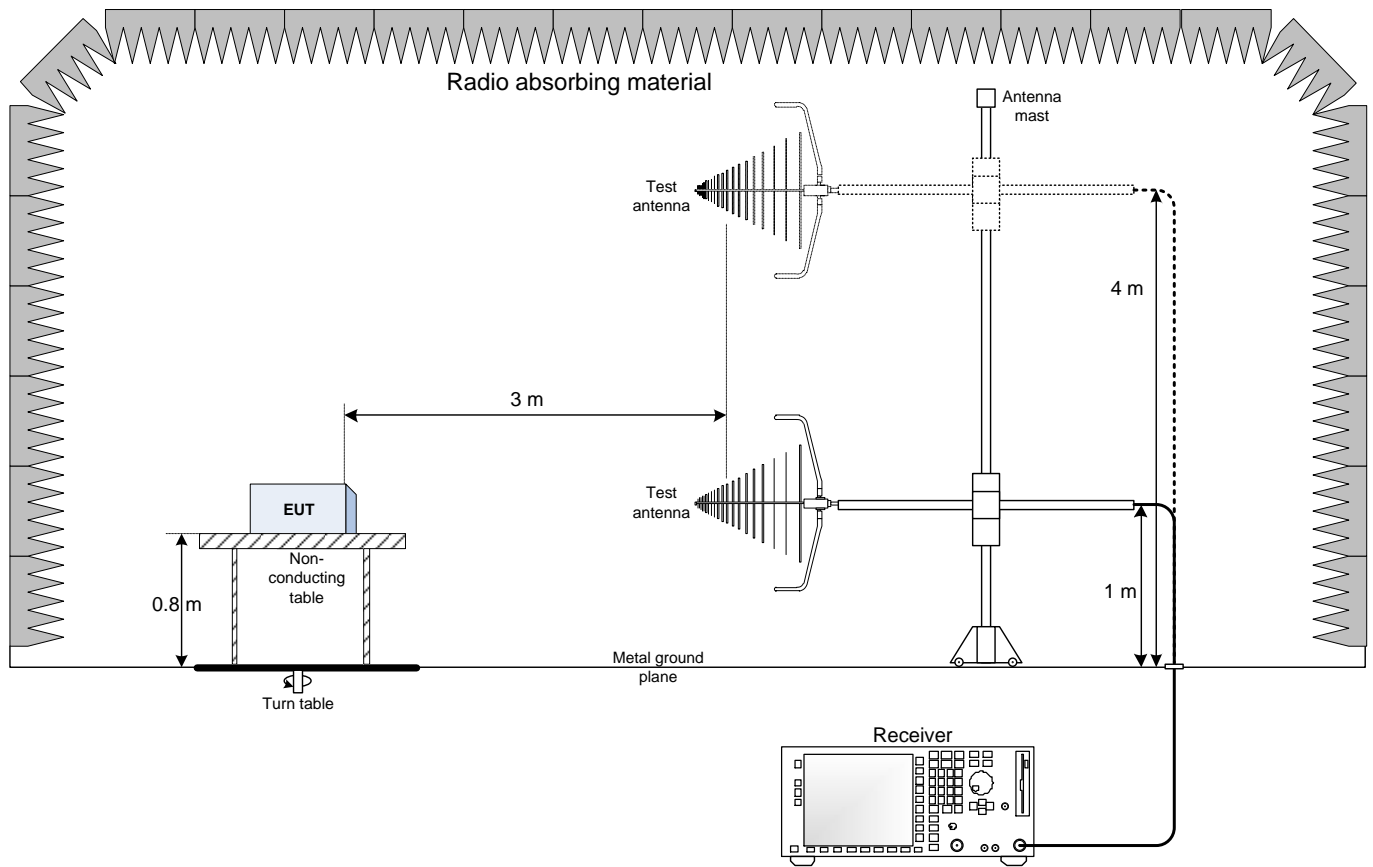 Radio absorbing material
Antenna
mast
Test
antenna
4 m
3 m
Test
antenna
EUT
Non-
conducting
table
0.8 m
1 m
Metal ground
plane
Turn table
Receiver